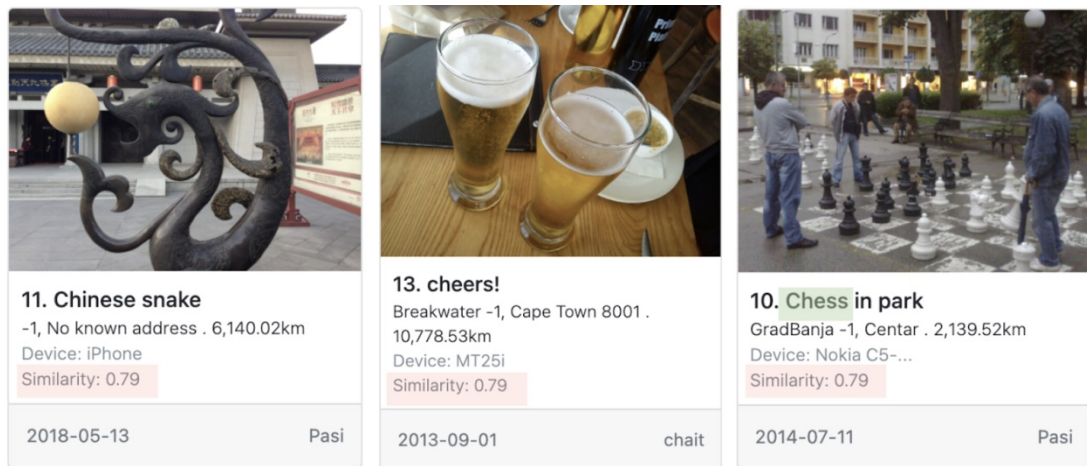 11. Chinese snake
-1, No known address . 6,140.02km
Device: iPhone
Similarity: 0.79
2018-05-13
Pasi
13. cheers!
Breakwater -1, Cape Town 8001 .
10,778.53km
Device: MT25i
Similarity: 0.79
2013-09-01
chait
10. Chess in park
GradBanja -1, Centar . 2,139.52km
Device: Nokia C5-...
Similarity: 0.79
2014-07-11
Pasi